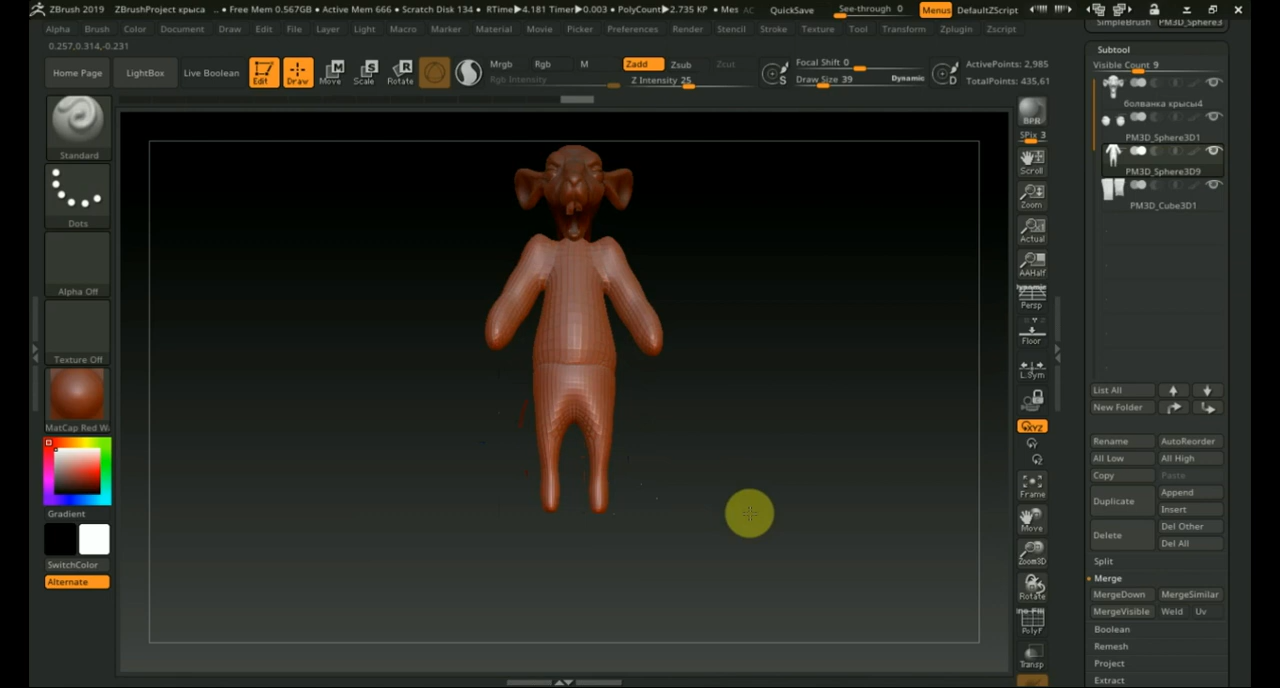 ZBrush 2019 ZBrushProject крыса .. • Free Mem 0.567GB • Active Mem 666 • Scratch Disk 134 • RTime▶4.181 Timer▶0.003 • PolyCount▶2.735 KP • Mes AC QuickSave See-through 0 Menus DefaultZScript
SimpleBrush PM3D_Sphere3
Alpha Brush Color Document Draw Edit File Layer Light Macro Marker Material Movie Picker Preferences Render Stencil Stroke Texture Tool Transform Zplugin Zscript
0.257,0.314,-0.231
Subtool
Visible Count 9
Home Page LightBox Live Boolean Edit Draw Move Scale Rotate Mrgb Rgb M Zadd Zsub Zcut
Rgb Intensity Z Intensity 25
Focal Shift 0
Draw Size 39 Dynamic
ActivePoints: 2,985
TotalPoints: 435,61
болванка крысы4
PM3D_Sphere3D1
PM3D_Sphere3D9
PM3D_Cube3D1
Standard
Dots
Alpha Off
Texture Off
MatCap Red W
Gradient
SwitchColor
Alternate
BPR
SPix 3
Scroll
Zoom
Actual
AAHalf
Dynamic
Persp
Floor
L.Sym
XYZ
Frame
Move
Zoom3D
Rotate
Line Fill
PolyF
Transp
List All
New Folder
Rename AutoReorder
All Low All High
Copy Paste
Duplicate Append
Insert
Delete Del Other
Del All
Split
Merge
MergeDown MergeSimilar
MergeVisible Weld Uv
Boolean
Remesh
Project
Extract